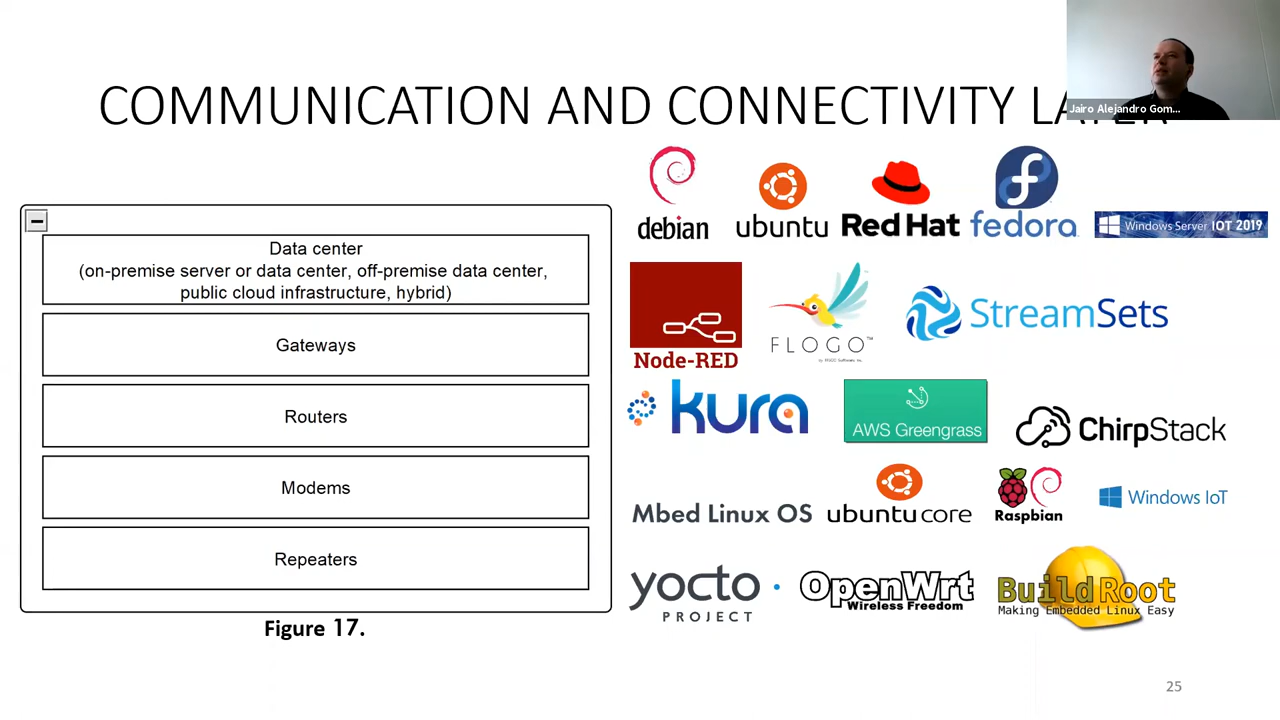 COMMUNICATION AND CONNECTIVITY LAYER
Jairo Alejandro Gom...
Data center
(on-premise server or data center, off-premise data center,
public cloud infrastructure, hybrid)
Gateways
Routers
Modems
Repeaters
Figure 17.
debian
ubuntu
Red Hat
fedora
Windows Server IOT 2019
Node-RED
FLOGO™
StreamSets
kura
AWS Greengrass
ChirpStack
Mbed Linux OS
ubuntu core
Raspbian
Windows IoT
yocto
PROJECT
OpenWrt
Wireless Freedom
BuildRoot
Making Embedded Linux Easy
25